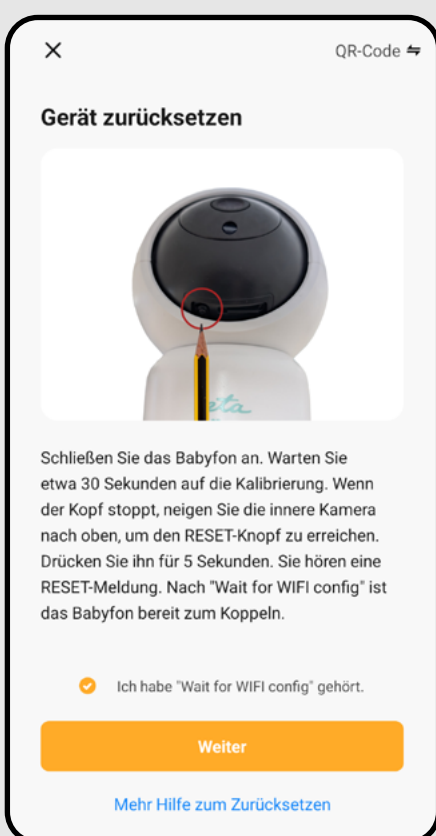 QR-Code
Gerät zurücksetzen
Schließen Sie das Babyfon an. Warten Sie
etwa 30 Sekunden auf die Kalibrierung. Wenn
der Kopf stoppt, neigen Sie die innere Kamera
nach oben, um den RESET-Knopf zu erreichen.
Drücken Sie ihn für 5 Sekunden. Sie hören eine
RESET-Meldung. Nach "Wait for WIFI config" ist
das Babyfon bereit zum Koppeln.
Ich habe "Wait for WIFI config" gehört.
Weiter
Mehr Hilfe zum Zurücksetzen